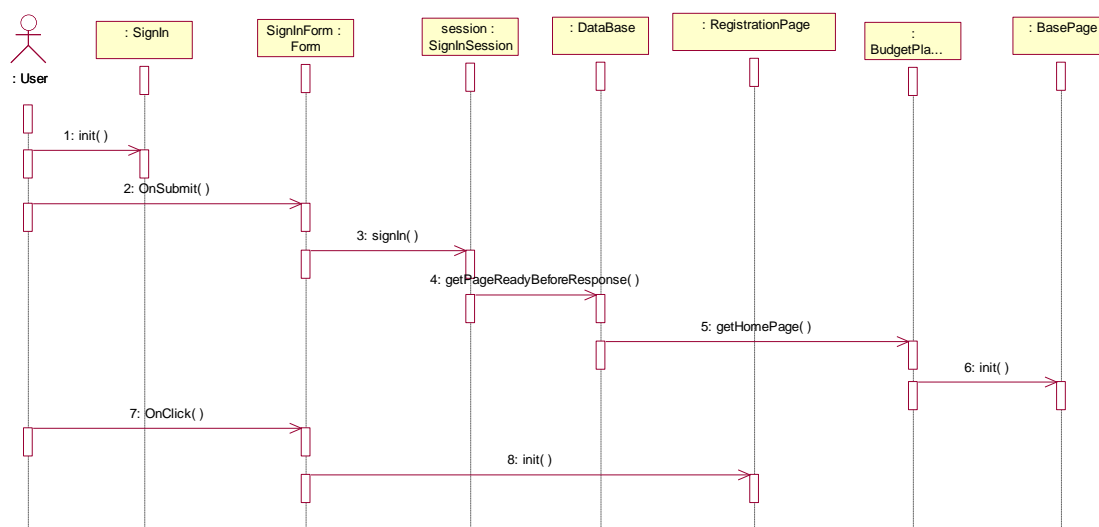 : SignIn
SignInForm :
Form
session :
SignInSession
: DataBase
: RegistrationPage
:
BudgetPla...
: BasePage
: User
1: init( )
2: OnSubmit( )
3: signIn( )
4: getPageReadyBeforeResponse( )
5: getHomePage( )
6: init( )
7: OnClick( )
8: init( )